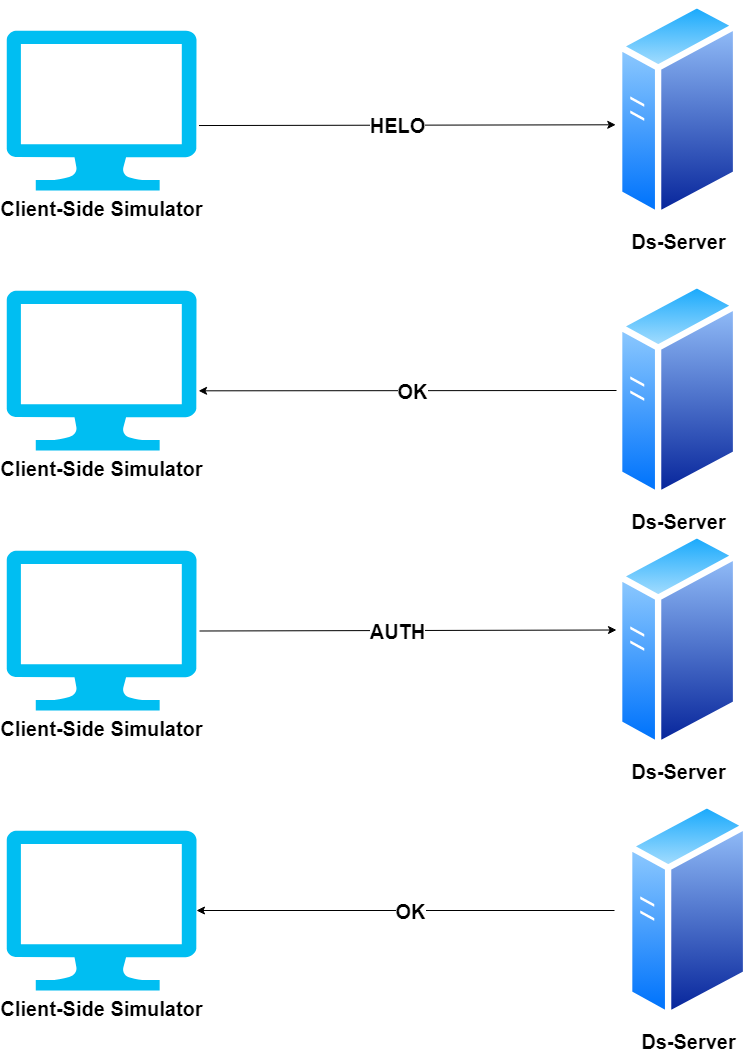 HELO
Client-Side Simulator
Ds-Server
OK
Client-Side Simulator
Ds-Server
AUTH
Client-Side Simulator
Ds-Server
OK
Client-Side Simulator
Ds-Server